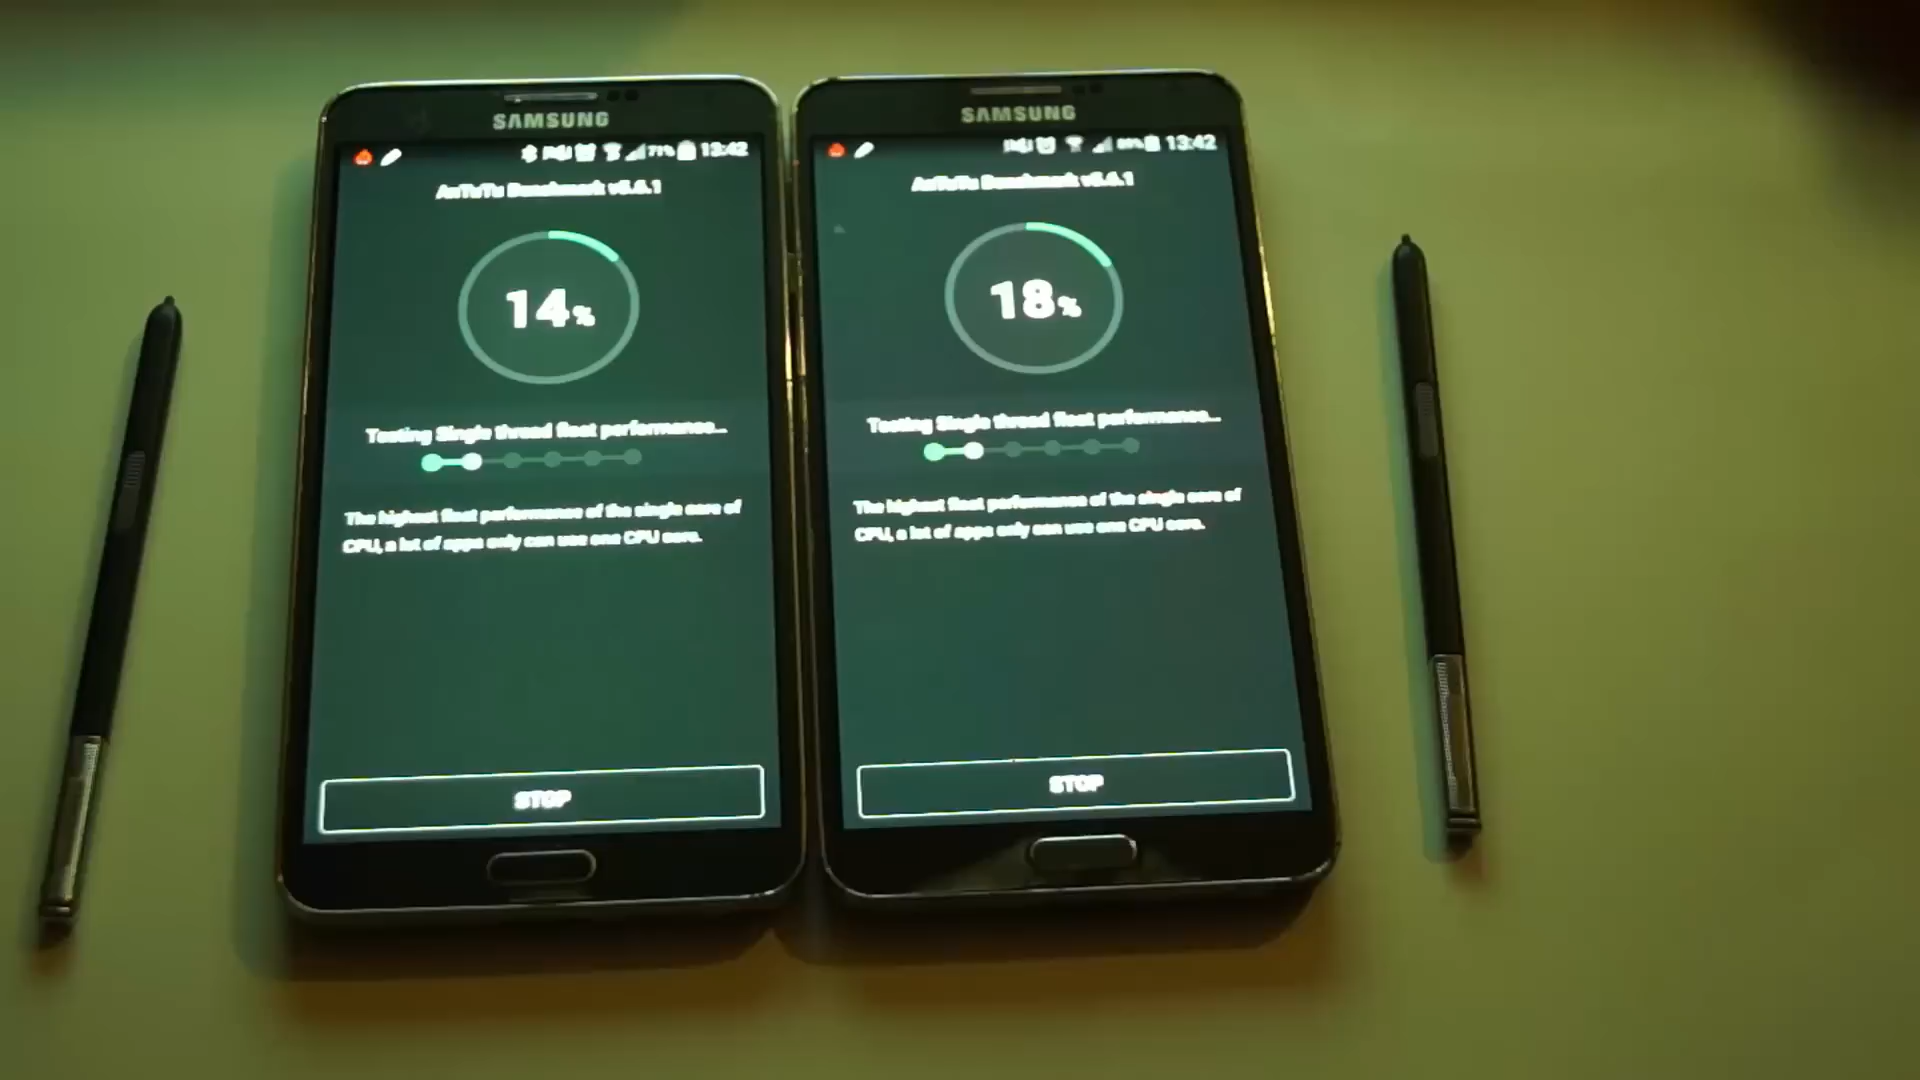 SAMSUNG
71% 13:42
AnTuTu Benchmark v5.6.1
14%
Testing Single thread float performance...
The highest float performance of the single core of
CPU, a lot of apps only can use one CPU core.
STOP
SAMSUNG
13:42
AnTuTu Benchmark v5.6.1
18%
Testing Single thread float performance...
The highest float performance of the single core of
CPU, a lot of apps only can use one CPU core.
STOP